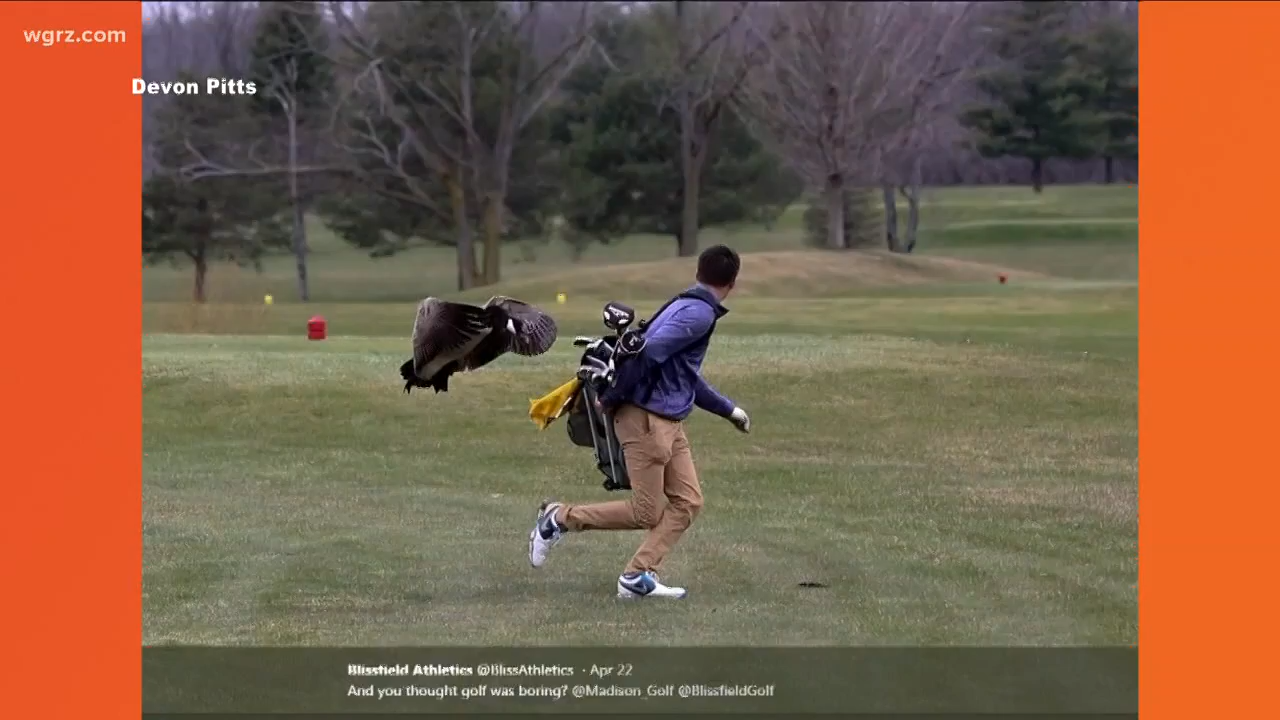 wgrz.com
Devon Pitts
Blissfield Athletics @BlissAthletics · Apr 22
And you thought golf was boring? @Madison_Golf @BlissfieldGolf